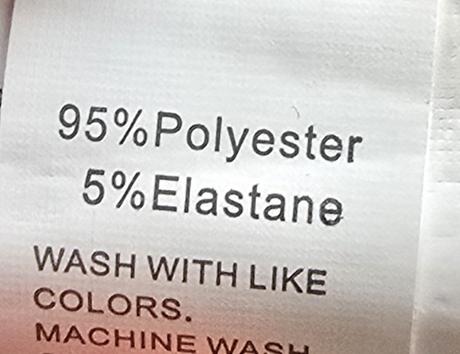 95%Polyester
5%Elastane
WASH WITH LIKE
COLORS.
MACHINE WASH